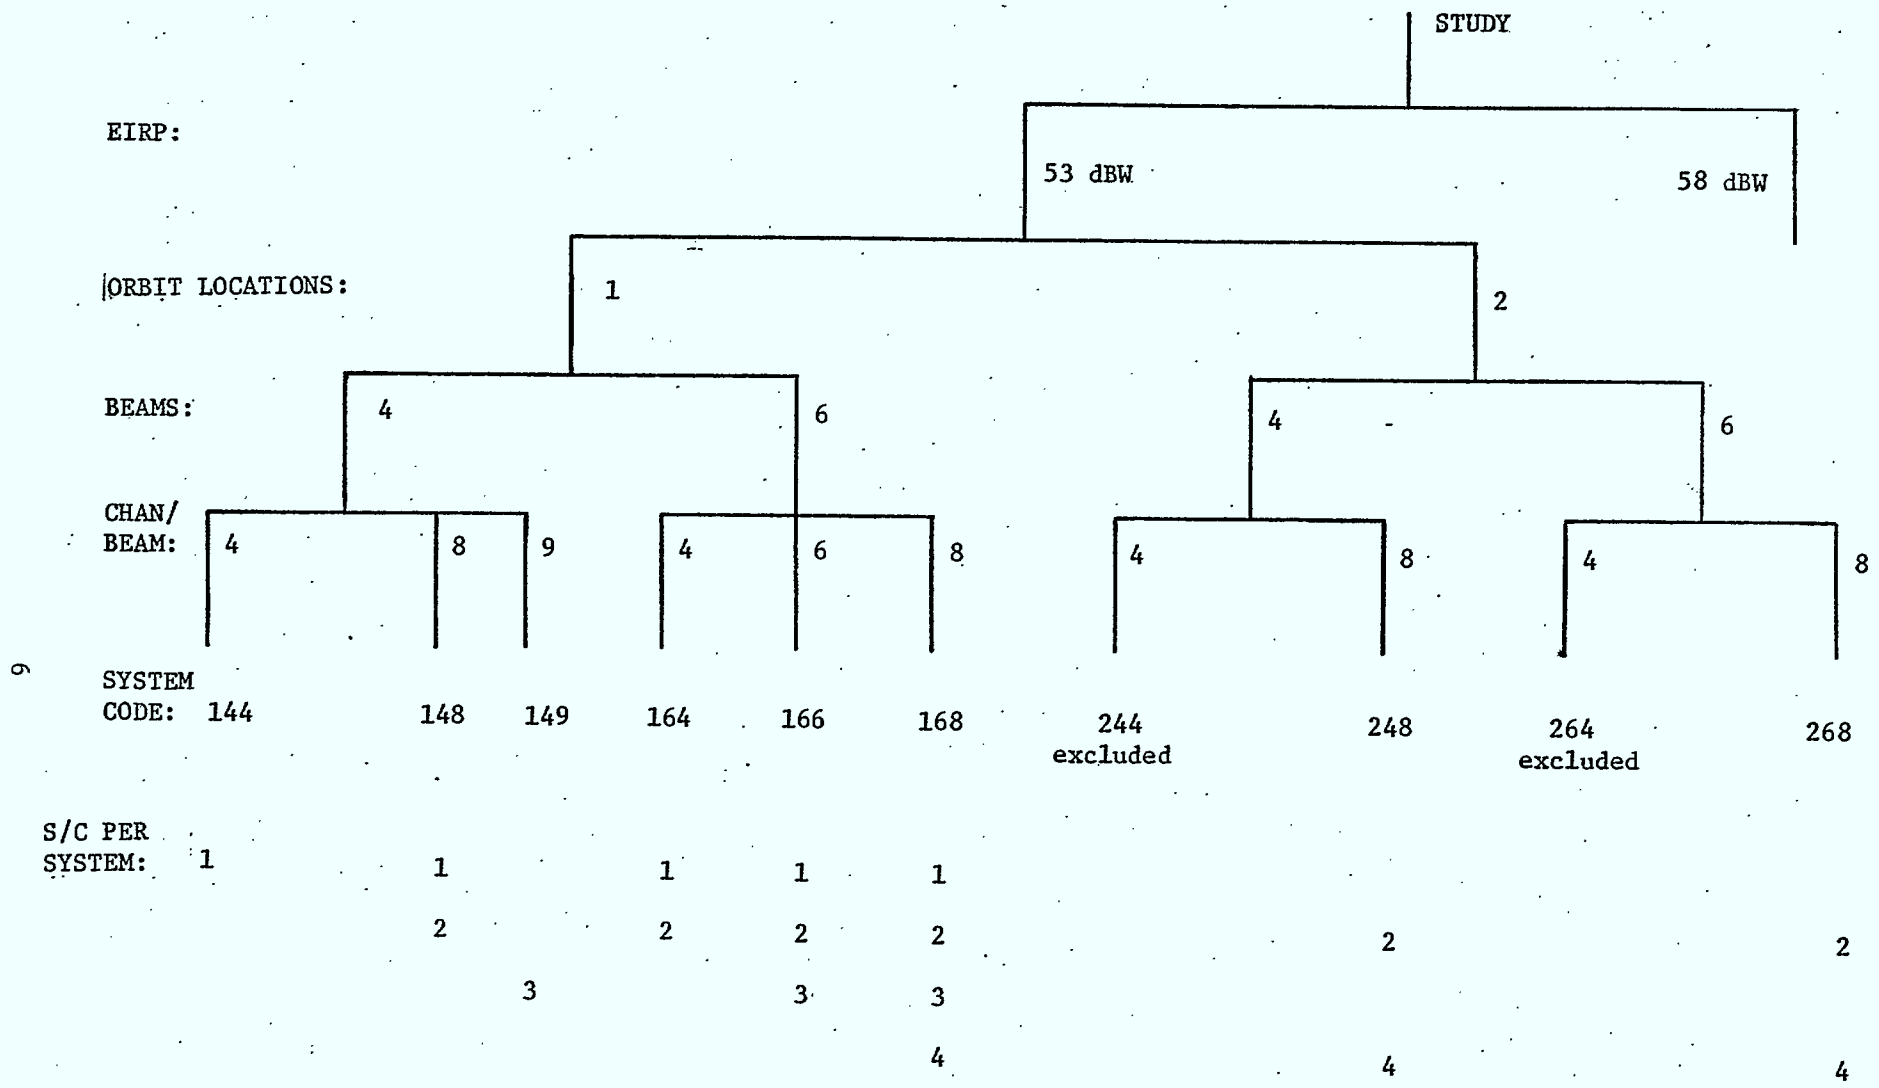 STUDY
EIRP:
53 dBW
58 dBW
ORBIT LOCATIONS:
1
2
BEAMS:
4
6
4
6
CHAN/
BEAM:
4
8
9
4
6
8
4
8
4
8
SYSTEM
CODE: 144 148 149 164 166 168 244 248 264 268
excluded excluded
S/C PER
SYSTEM: 1 1 1 1 1
2 2 2 2 2 2
3 3 3
4 4 4
6